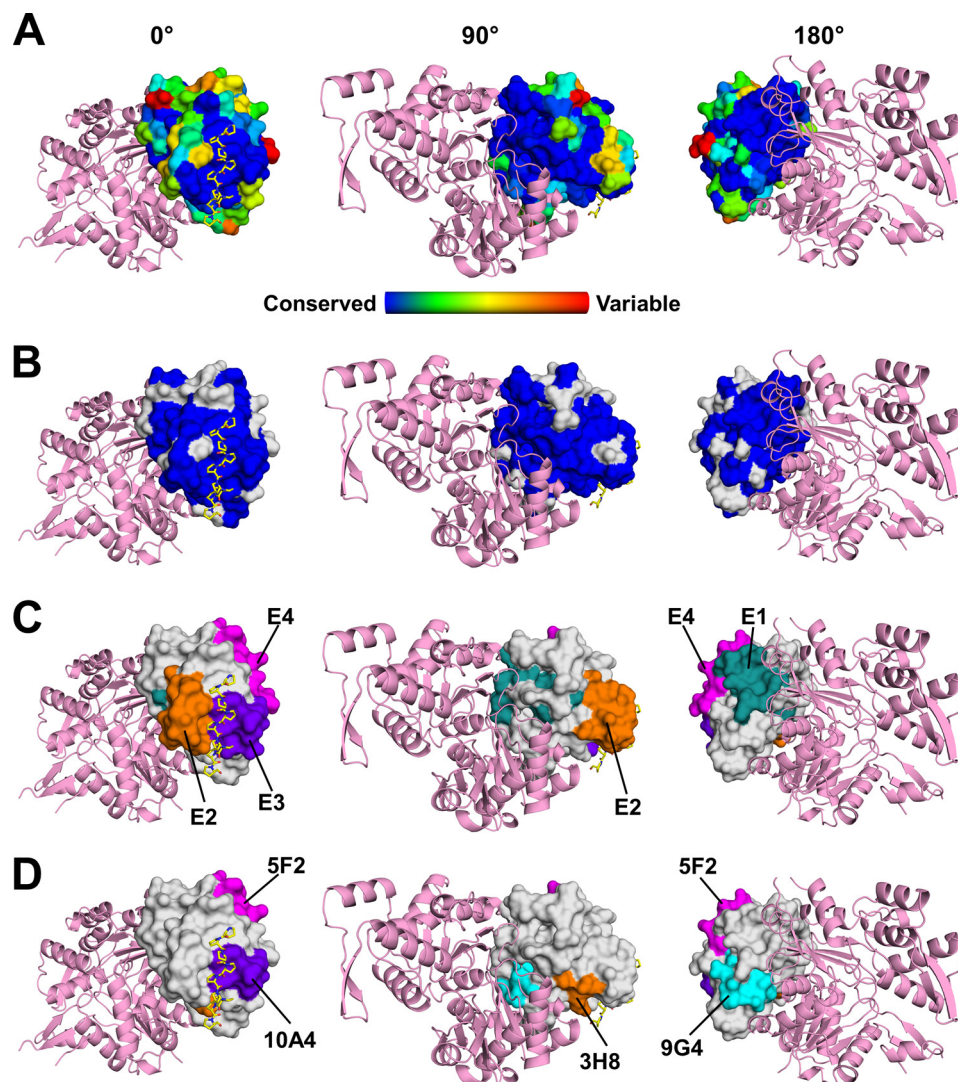 A
0°
90°
180°
Conserved
Variable
B
C
E4
E4
E1
E2
E3
E2
D
5F2
5F2
10A4
3H8
9G4